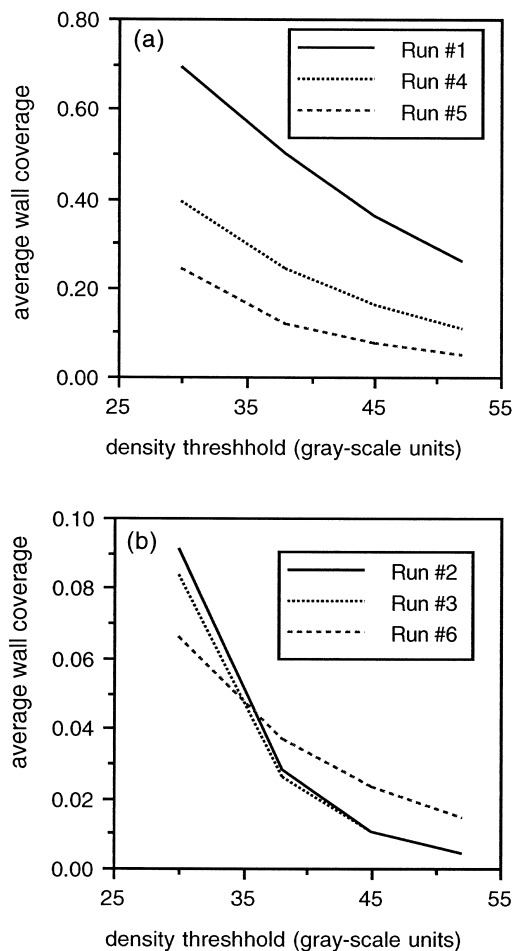 (a)
Run #1
Run #4
Run #5
average wall coverage
0.80
0.60
0.40
0.20
0.00
25 35 45 55
density threshhold (gray-scale units)
(b)
Run #2
Run #3
Run #6
average wall coverage
0.10
0.08
0.06
0.04
0.02
0.00
25 35 45 55
density threshhold (gray-scale units)